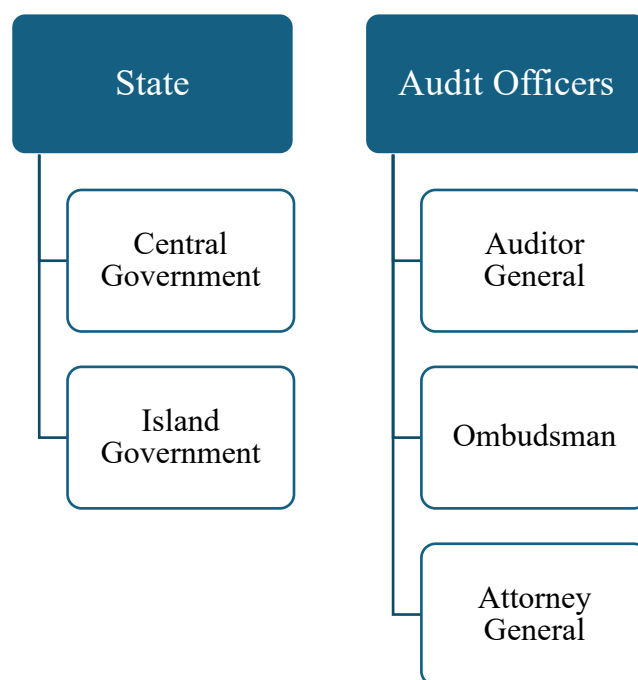 State
Central
Government
Island
Government
Audit Officers
Auditor
General
Ombudsman
Attorney
General